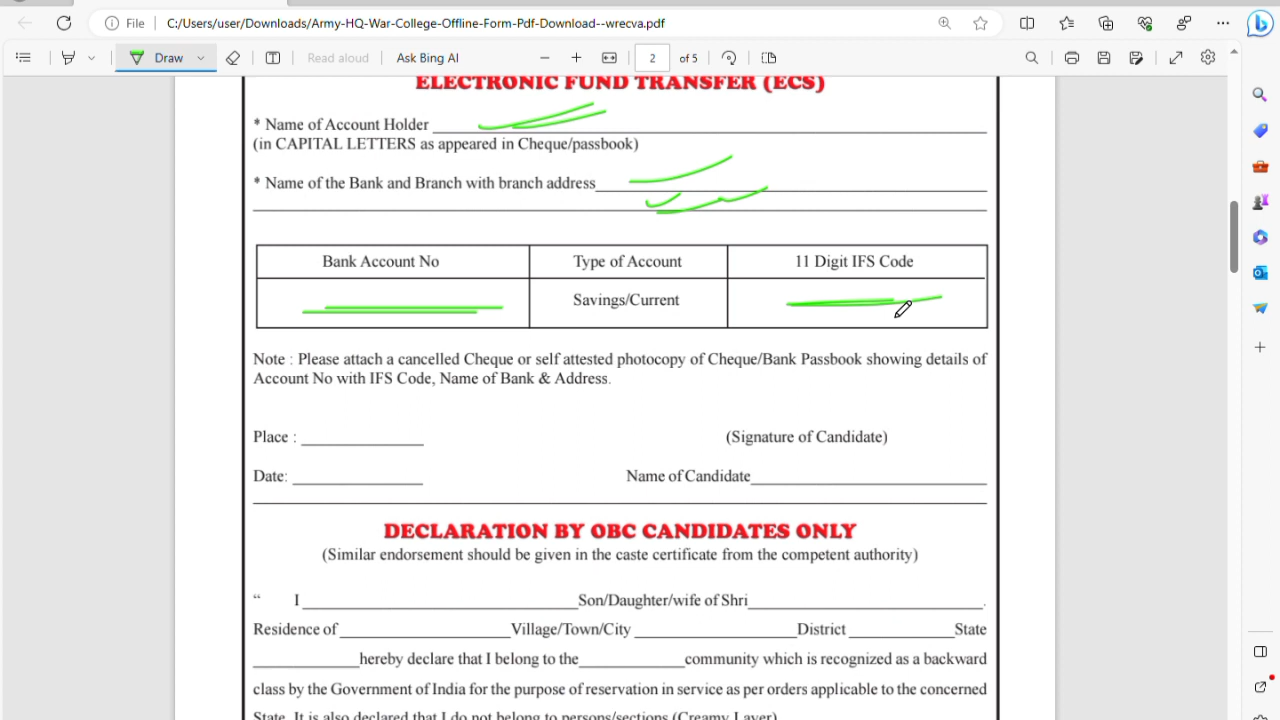 File C:/Users/user/Downloads/Army-HQ-War-College-Offline-Form-Pdf-Download--wrecva.pdf
Draw Read aloud Ask Bing AI 2 of 5
ELECTRONIC FUND TRANSFER (ECS)
* Name of Account Holder
(in CAPITAL LETTERS as appeared in Cheque/passbook)
* Name of the Bank and Branch with branch address
Bank Account No Type of Account 11 Digit IFS Code
Savings/Current
Note : Please attach a cancelled Cheque or self attested photocopy of Cheque/Bank Passbook showing details of
Account No with IFS Code, Name of Bank & Address.
Place : (Signature of Candidate)
Date: Name of Candidate
DECLARATION BY OBC CANDIDATES ONLY
(Similar endorsement should be given in the caste certificate from the competent authority)
“ I Son/Daughter/wife of Shri .
Residence of Village/Town/City District State
hereby declare that I belong to the community which is recognized as a backward
class by the Government of India for the purpose of reservation in service as per orders applicable to the concerned
State. It is also declared that I do not belong to persons/sections (Creamy Layer)